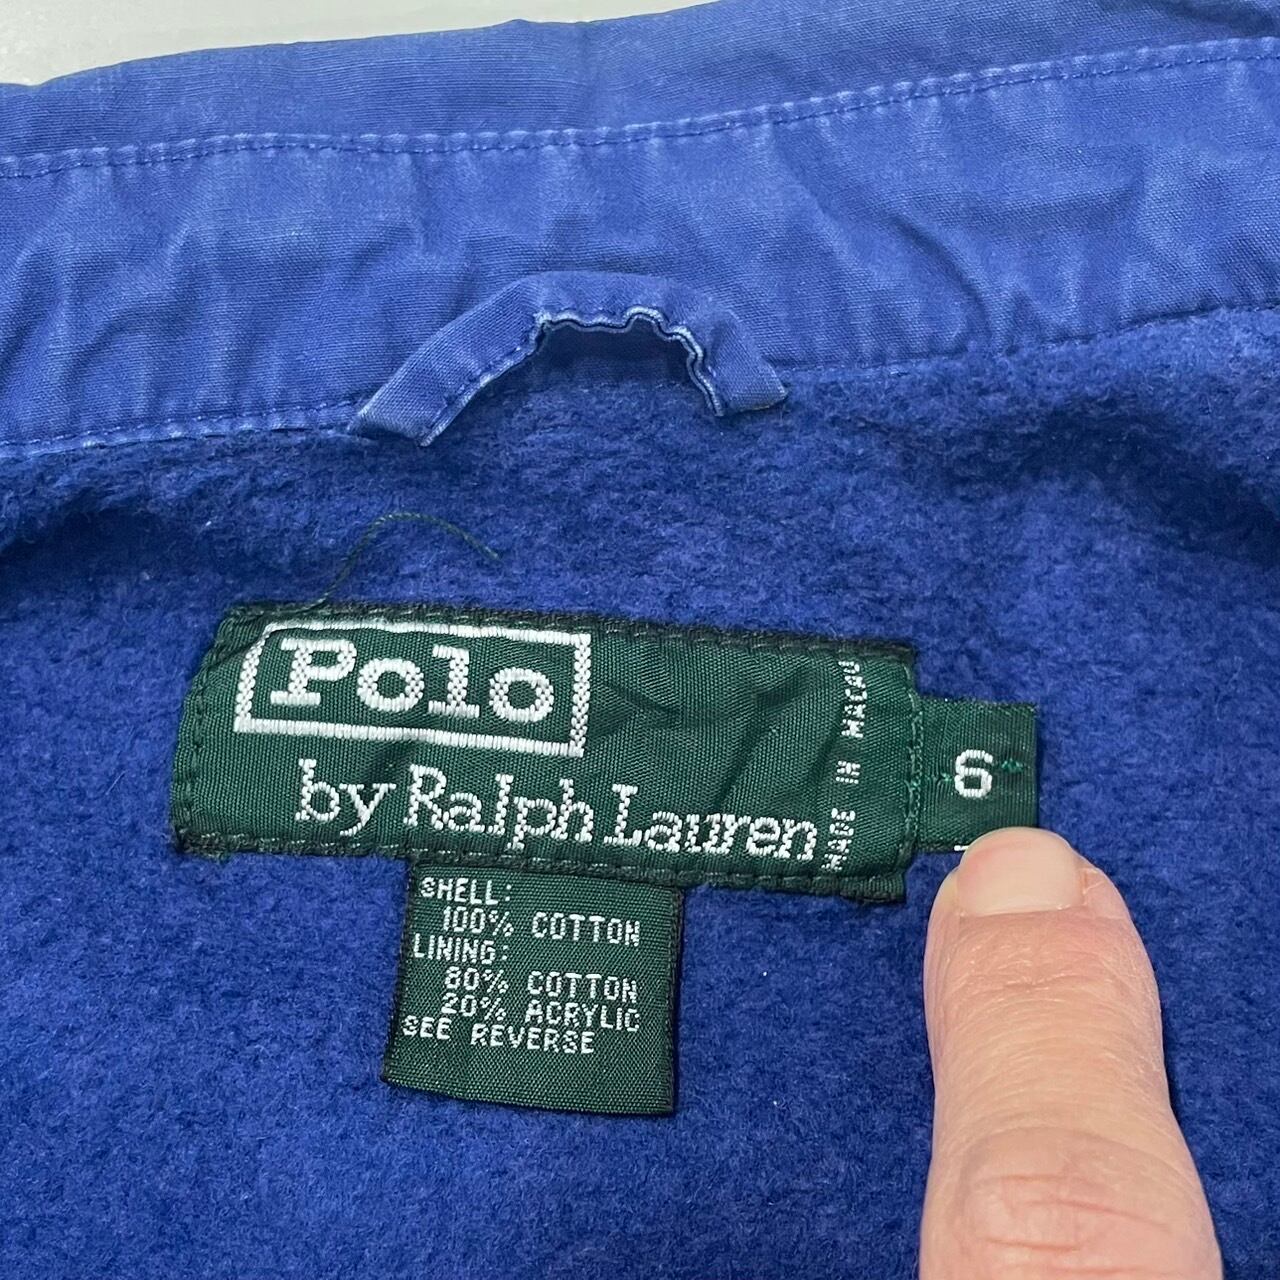 Polo
by Ralph Lauren
MADE IN MACAU
6
SHELL:
100% COTTON
LINING:
80% COTTON
20% ACRYLIC
SEE REVERSE